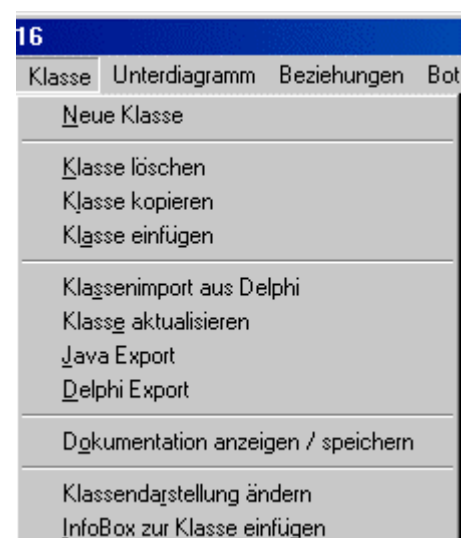 16
Klasse Unterdiagramm Beziehungen Bot
Neue Klasse
Klasse löschen
Klasse kopieren
Klasse einfügen
Klassenimport aus Delphi
Klasse aktualisieren
Java Export
Delphi Export
Dokumentation anzeigen / speichern
Klassendarstellung ändern
InfoBox zur Klasse einfügen